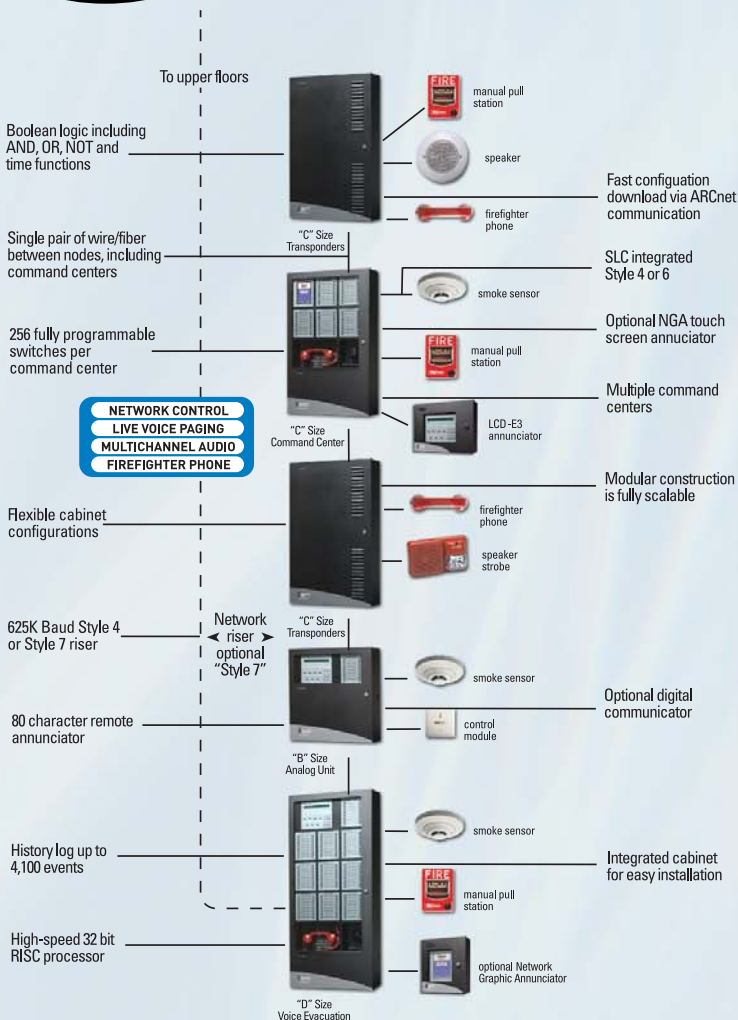 To upper floors
Boolean logic including
AND, OR, NOT and
time functions
Single pair of wire/fiber
between nodes, including
command centers
256 fully programmable
switches per
command center
NETWORK CONTROL
LIVE VOICE PAGING
MULTICHANNEL AUDIO
FIREFIGHTER PHONE
Flexible cabinet
configurations
625K Baud Style 4
or Style 7 riser
Network
riser
optional
"Style 7"
80 character remote
annunciator
History log up to
4,100 events
High-speed 32 bit
RISC processor
FIRE
manual pull
station
speaker
firefighter
phone
"C" Size
Transponders
smoke sensor
FIRE
manual pull
station
LCD-E3
annunciator
"C" Size
Command Center
firefighter
phone
speaker
strobe
"C" Size
Transponders
smoke sensor
control
module
"B" Size
Analog Unit
smoke sensor
FIRE
manual pull
station
optional Network
Graphic Annunciator
"D" Size
Voice Evacuation
Fast configuation
download via ARCnet
communication
SLC integrated
Style 4 or 6
Optional NGA touch
screen annuciator
Multiple command
centers
Modular construction
is fully scalable
Optional digital
communicator
Integrated cabinet
for easy installation